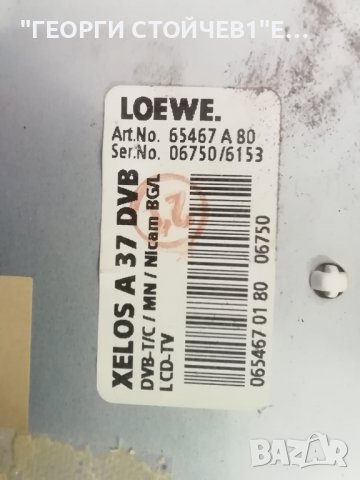 "ГЕОРГИ СТОЙЧЕВ1"Е...
LOEWE.
Art.No. 65467 A 80
Ser.No. 06750/6153
XELOS A 37 DVB
DVB-T/C / MN / Nicam BG/L
LCD-TV
065467 01 80 06750
BAZAR